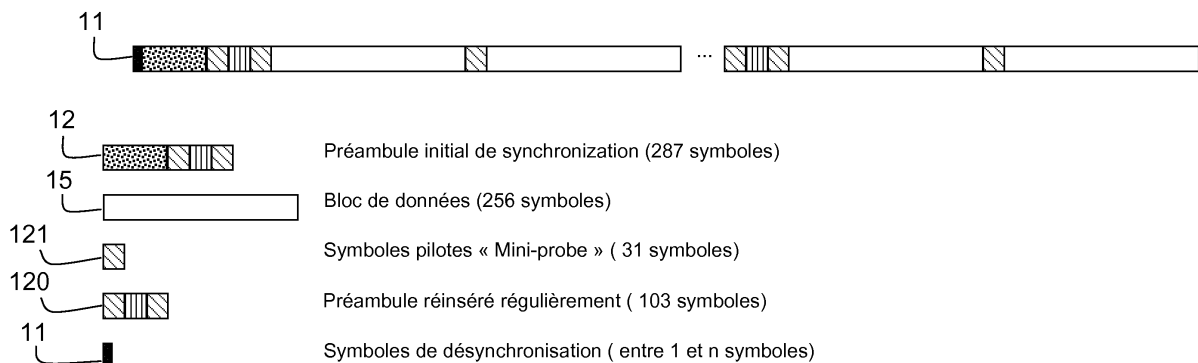 11
...
12
Préambule initial de synchronization (287 symboles)
15
Bloc de données (256 symboles)
121
Symboles pilotes « Mini-probe » ( 31 symboles)
120
Préambule réinséré régulièrement ( 103 symboles)
11
Symboles de désynchronisation ( entre 1 et n symboles)